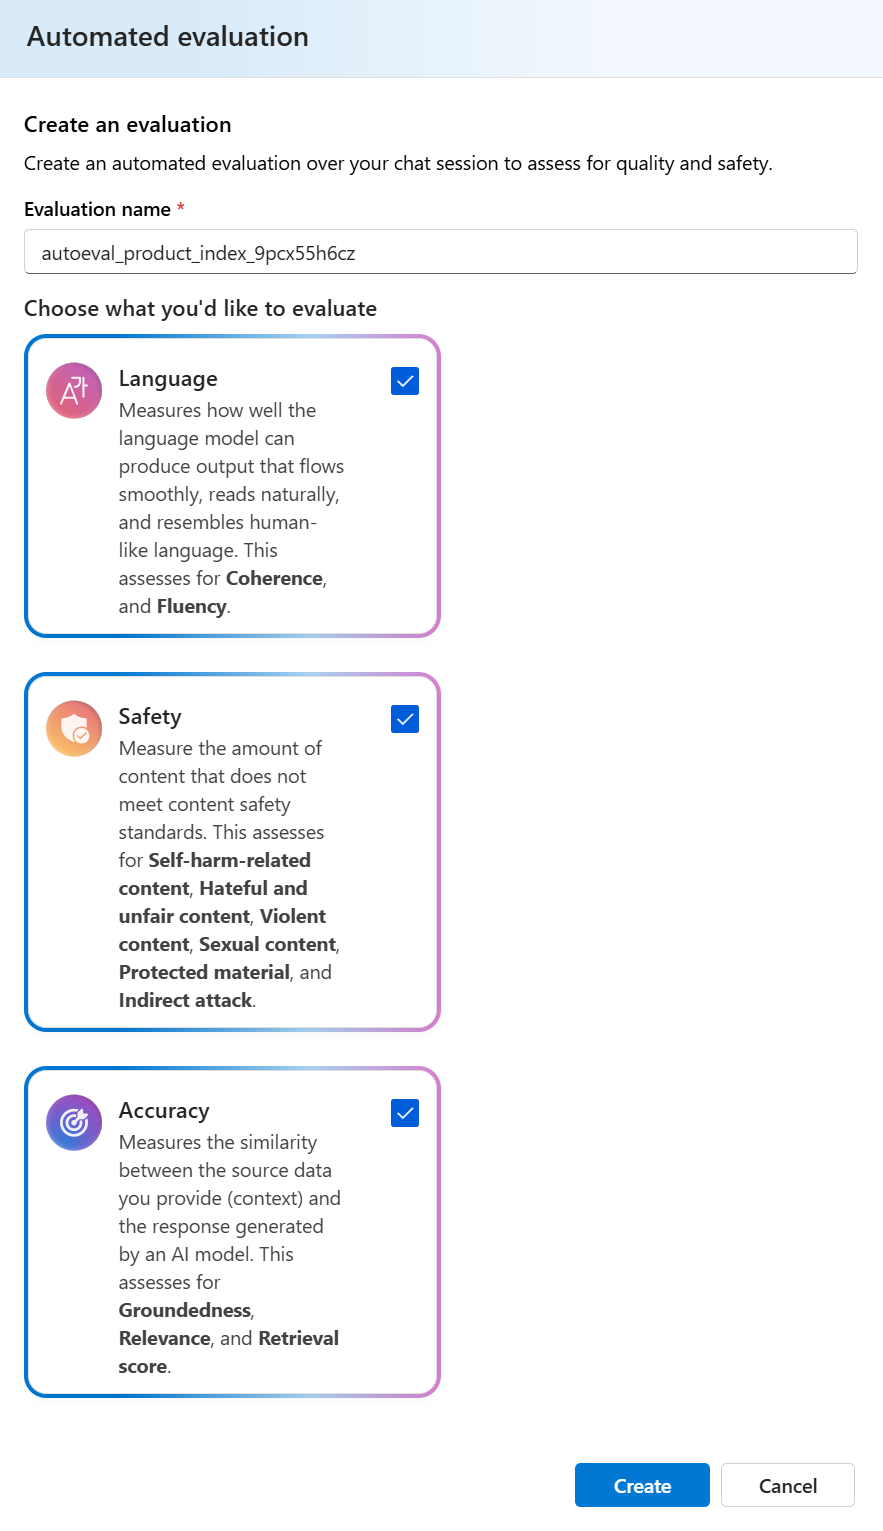 Automated evaluation
Create an evaluation
Create an automated evaluation over your chat session to assess for quality and safety.
Evaluation name *
autoeval_product_index_9pcx55h6cz
Choose what you'd like to evaluate
Language
Measures how well the
language model can
produce output that flows
smoothly, reads naturally,
and resembles human-
like language. This
assesses for Coherence,
and Fluency.
Safety
Measure the amount of
content that does not
meet content safety
standards. This assesses
for Self-harm-related
content, Hateful and
unfair content, Violent
content, Sexual content,
Protected material, and
Indirect attack.
Accuracy
Measures the similarity
between the source data
you provide (context) and
the response generated
by an AI model. This
assesses for
Groundedness,
Relevance, and Retrieval
score.
Create
Cancel